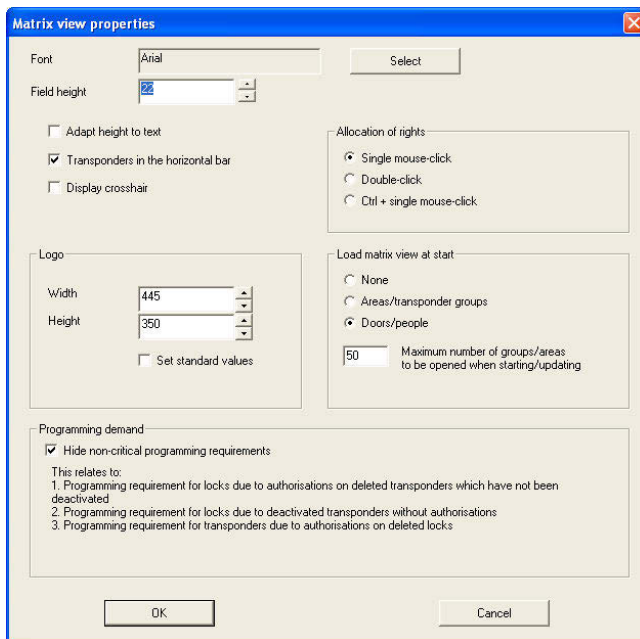 Matrix view properties
Font
Arial
Select
Field height
22
Adapt height to text
Transponders in the horizontal bar
Display crosshair
Allocation of rights
Single mouse-click
Double-click
Ctrl + single mouse-click
Logo
Width
445
Height
350
Set standard values
Load matrix view at start
None
Areas/transponder groups
Doors/people
50
Maximum number of groups/areas
to be opened when starting/updating
Programming demand
Hide non-critical programming requirements
This relates to:
1. Programming requirement for locks due to authorisations on deleted transponders which have not been
deactivated
2. Programming requirement for locks due to deactivated transponders without authorisations
3. Programming requirement for transponders due to authorisations on deleted locks
OK
Cancel